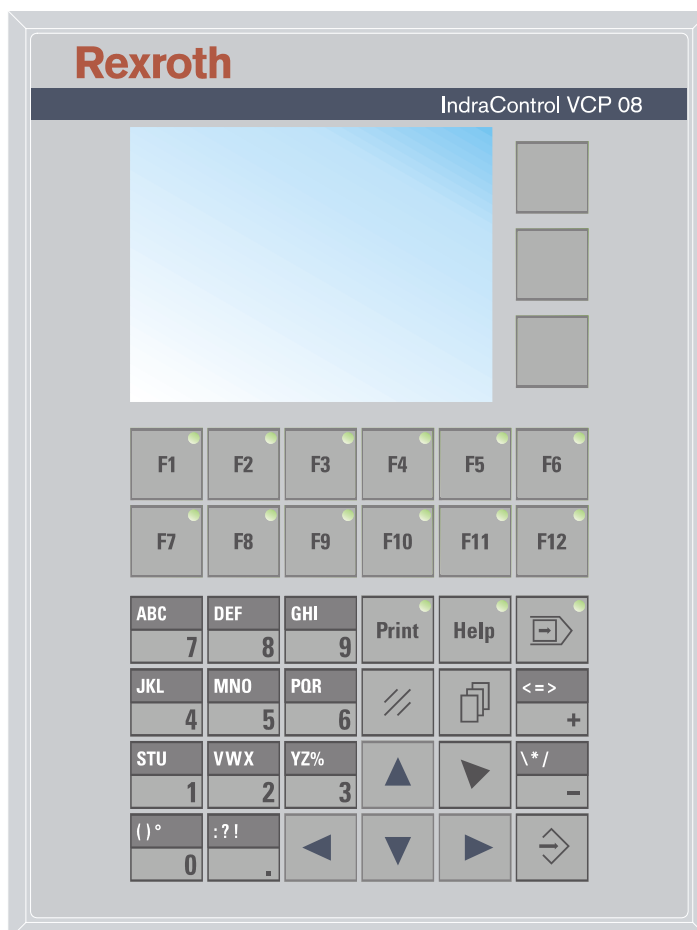 Rexroth
IndraControl VCP 08
F1 F2 F3 F4 F5 F6
F7 F8 F9 F10 F11 F12
ABC DEF GHI
7 8 9 Print Help
JKL MNO PQR <=>
4 5 6 +
STU VWX YZ% \*/
1 2 3 −
()° :?!
0 .